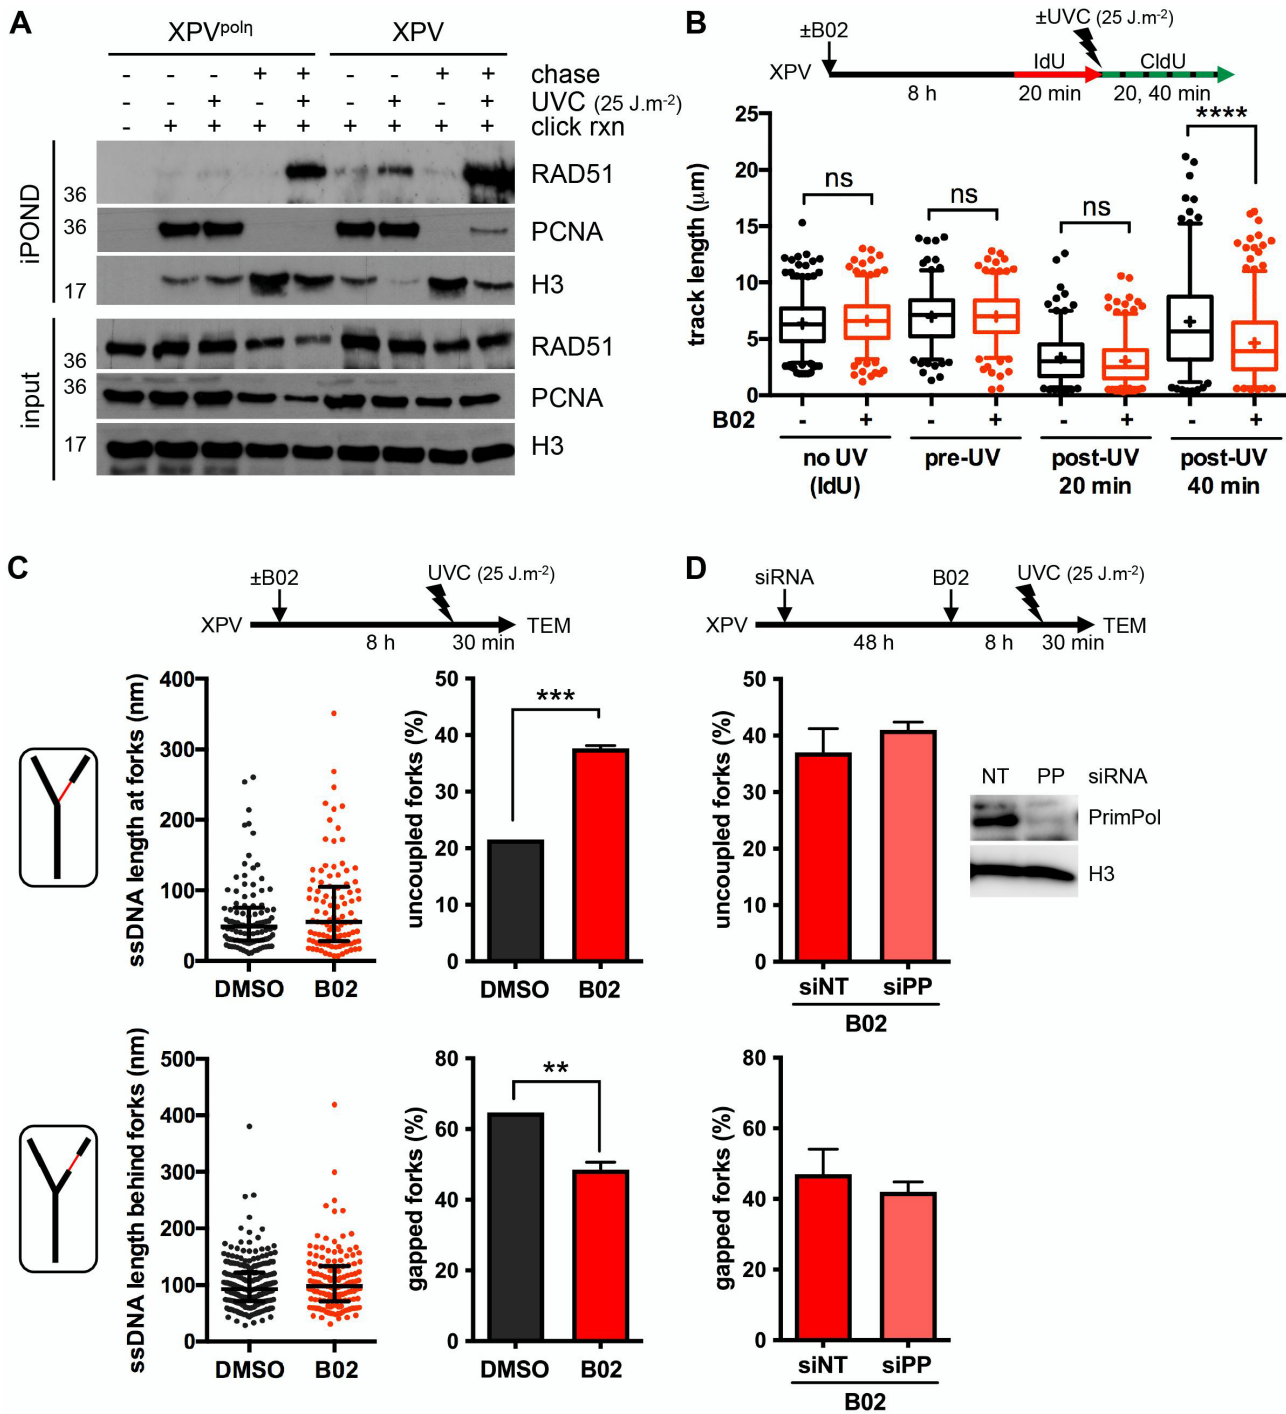 A
XPVpolη XPV
- - - + + - - + + chase
- - + - + - + - + UVC (25 J.m-2)
- + + + + + + + + click rxn
iPOND
36
RAD51
36
PCNA
17
H3
input
36
RAD51
36
PCNA
17
H3
B
±UVC (25 J.m-2)
±B02
XPV
IdU CldU
8 h 20 min 20, 40 min
track length (μm)
25
20
15
10
5
0
ns ns ns ****
B02 - + - + - + - +
no UV pre-UV post-UV post-UV
(IdU) 20 min 40 min
C
±B02 UVC (25 J.m-2)
XPV TEM
8 h 30 min
ssDNA length at forks (nm)
400
300
200
100
0
DMSO B02
uncoupled forks (%)
50
40
30
20
10
0
***
DMSO B02
ssDNA length behind forks (nm)
500
400
300
200
100
0
DMSO B02
gapped forks (%)
80
60
40
20
0
**
DMSO B02
D
siRNA B02 UVC (25 J.m-2)
XPV TEM
48 h 8 h 30 min
uncoupled forks (%)
50
40
30
20
10
0
siNT siPP
B02
NT PP siRNA
PrimPol
H3
gapped forks (%)
80
60
40
20
0
siNT siPP
B02